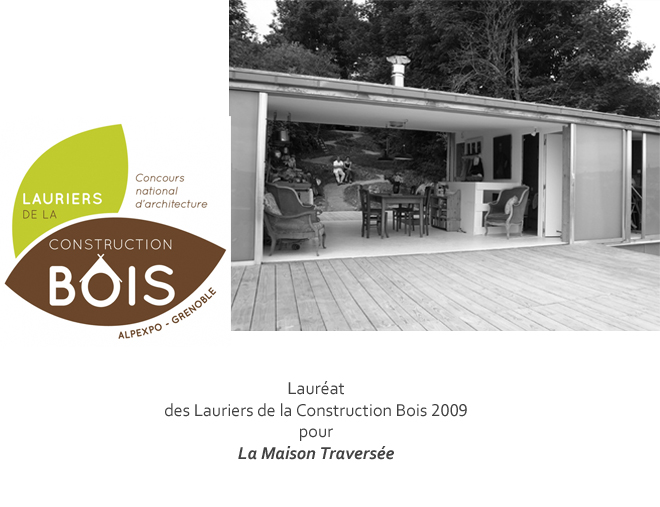 LAURIERS
DE LA
CONSTRUCTION
BOIS
Concours
national
d'architecture
ALPEXPO - GRENOBLE
Lauréat
des Lauriers de la Construction Bois 2009
pour
La Maison Traversée